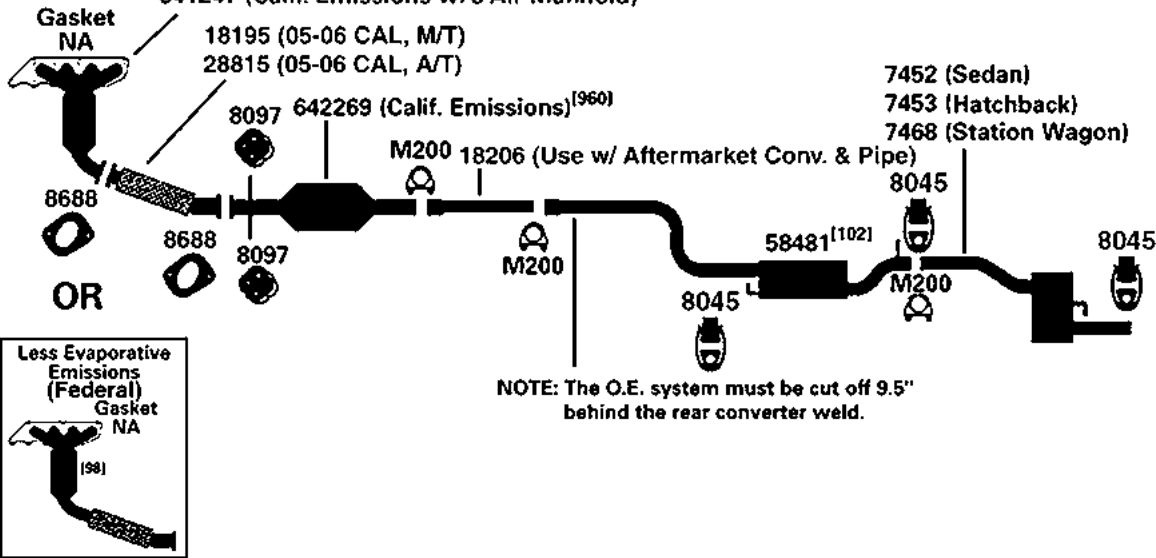 Gasket
NA
18195 (05-06 CAL, M/T)
28815 (05-06 CAL, A/T)
8097
642269 (Calif. Emissions)[960]
M200
18206 (Use w/ Aftermarket Conv. & Pipe)
7452 (Sedan)
7453 (Hatchback)
7468 (Station Wagon)
8045
8688
8688
8097
M200
58481[102]
M200
8045
8045
OR
NOTE: The O.E. system must be cut off 9.5"
behind the rear converter weld.
Less Evaporative
Emissions
(Federal)
Gasket
NA
[98]